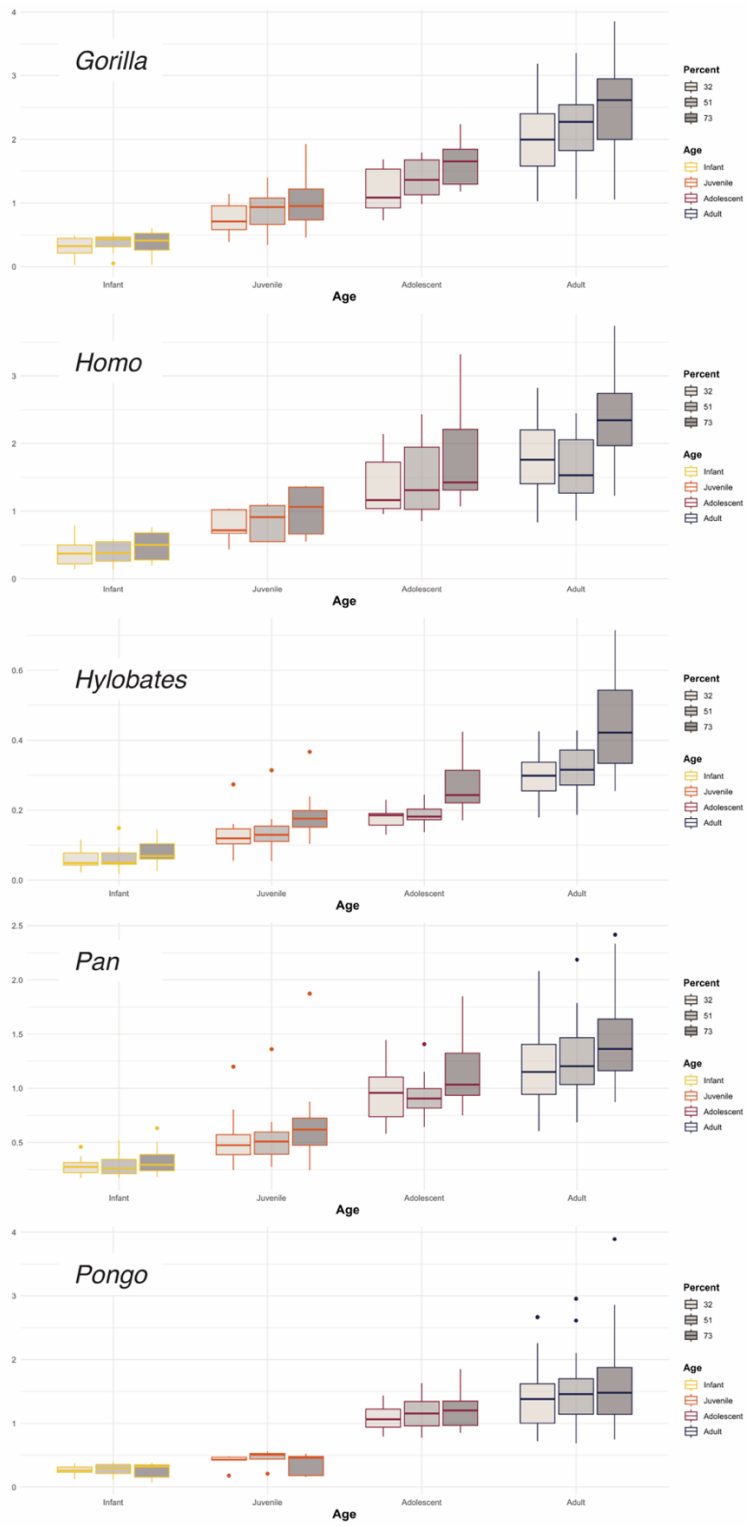 4
Gorilla
3
2
1
0
Infant Juvenile Adolescent Adult
Age
Percent
32
51
73
Age
Infant
Juvenile
Adolescent
Adult
Homo
3
2
1
0
Infant Juvenile Adolescent Adult
Age
Percent
32
51
73
Age
Infant
Juvenile
Adolescent
Adult
Hylobates
0.6
0.4
0.2
0.0
Infant Juvenile Adolescent Adult
Age
Percent
32
51
73
Age
Infant
Juvenile
Adolescent
Adult
2.5
Pan
2.0
1.5
1.0
0.5
Infant Juvenile Adolescent Adult
Age
Percent
32
51
73
Age
Infant
Juvenile
Adolescent
Adult
4
Pongo
3
2
1
0
Infant Juvenile Adolescent Adult
Age
Percent
32
51
73
Age
Infant
Juvenile
Adolescent
Adult